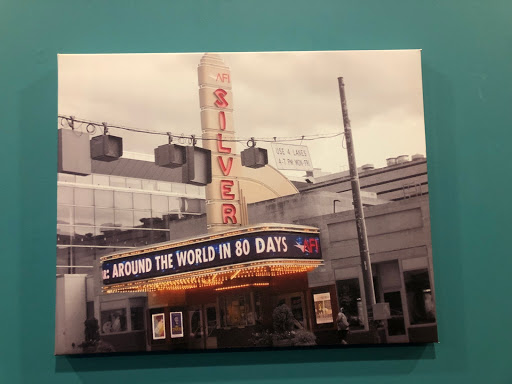 AFI
SILVER
USE 4 LANES
4-7 PM MON-FRI
AROUND THE WORLD IN 80 DAYS AFI